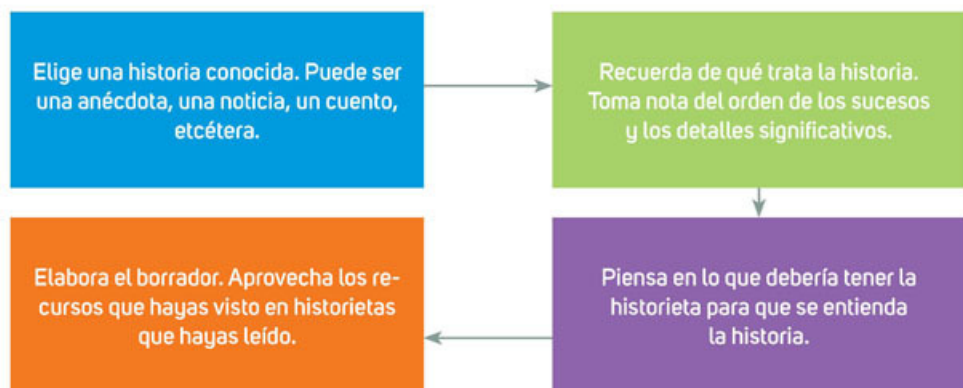 Elige una historia conocida. Puede ser
una anécdota, una noticia, un cuento,
etcétera.
Recuerda de qué trata la historia.
Toma nota del orden de los sucesos
y los detalles significativos.
Piensa en lo que debería tener la
historieta para que se entienda
la historia.
Elabora el borrador. Aprovecha los re-
cursos que hayas visto en historietas
que hayas leído.